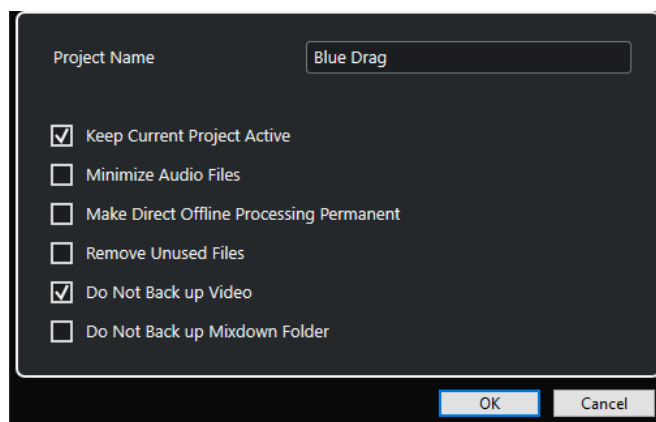 Project Name
Blue Drag
Keep Current Project Active
Minimize Audio Files
Make Direct Offline Processing Permanent
Remove Unused Files
Do Not Back up Video
Do Not Back up Mixdown Folder
OK
Cancel